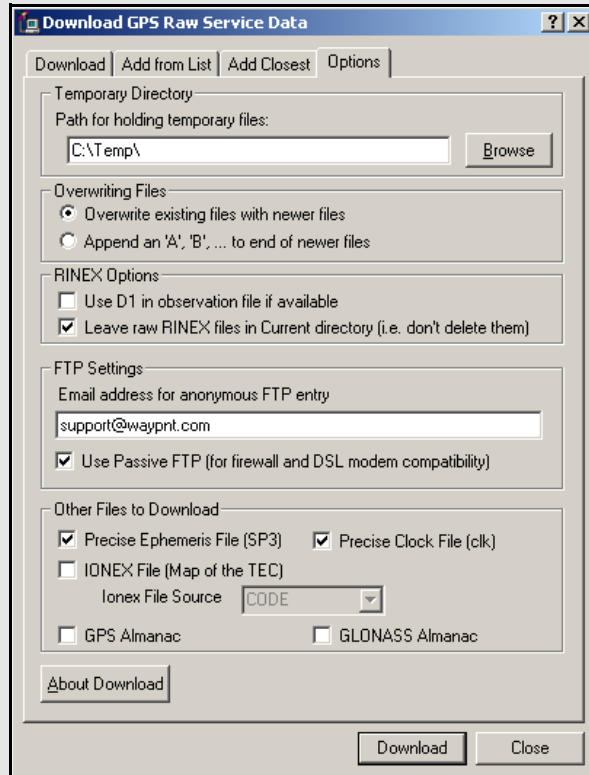 Download GPS Raw Service Data
Download Add from List Add Closest Options
Temporary Directory
Path for holding temporary files:
C:\Temp\ Browse
Overwriting Files
Overwrite existing files with newer files
Append an 'A', 'B', ... to end of newer files
RINEX Options
Use D1 in observation file if available
Leave raw RINEX files in Current directory (i.e. don't delete them)
FTP Settings
Email address for anonymous FTP entry
support@waypnt.com
Use Passive FTP (for firewall and DSL modem compatibility)
Other Files to Download
Precise Ephemeris File (SP3) Precise Clock File (clk)
IONEX File (Map of the TEC)
Ionex File Source CODE
GPS Almanac GLONASS Almanac
About Download
Download Close